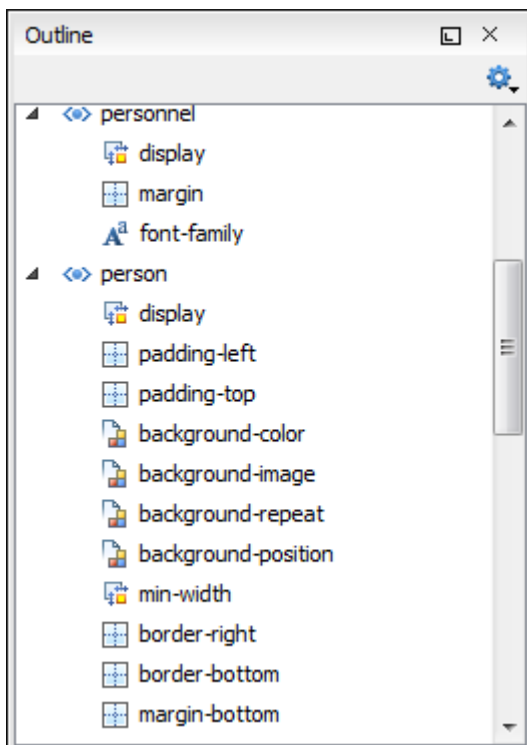 Outline
personnel
display
margin
font-family
person
display
padding-left
padding-top
background-color
background-image
background-repeat
background-position
min-width
border-right
border-bottom
margin-bottom